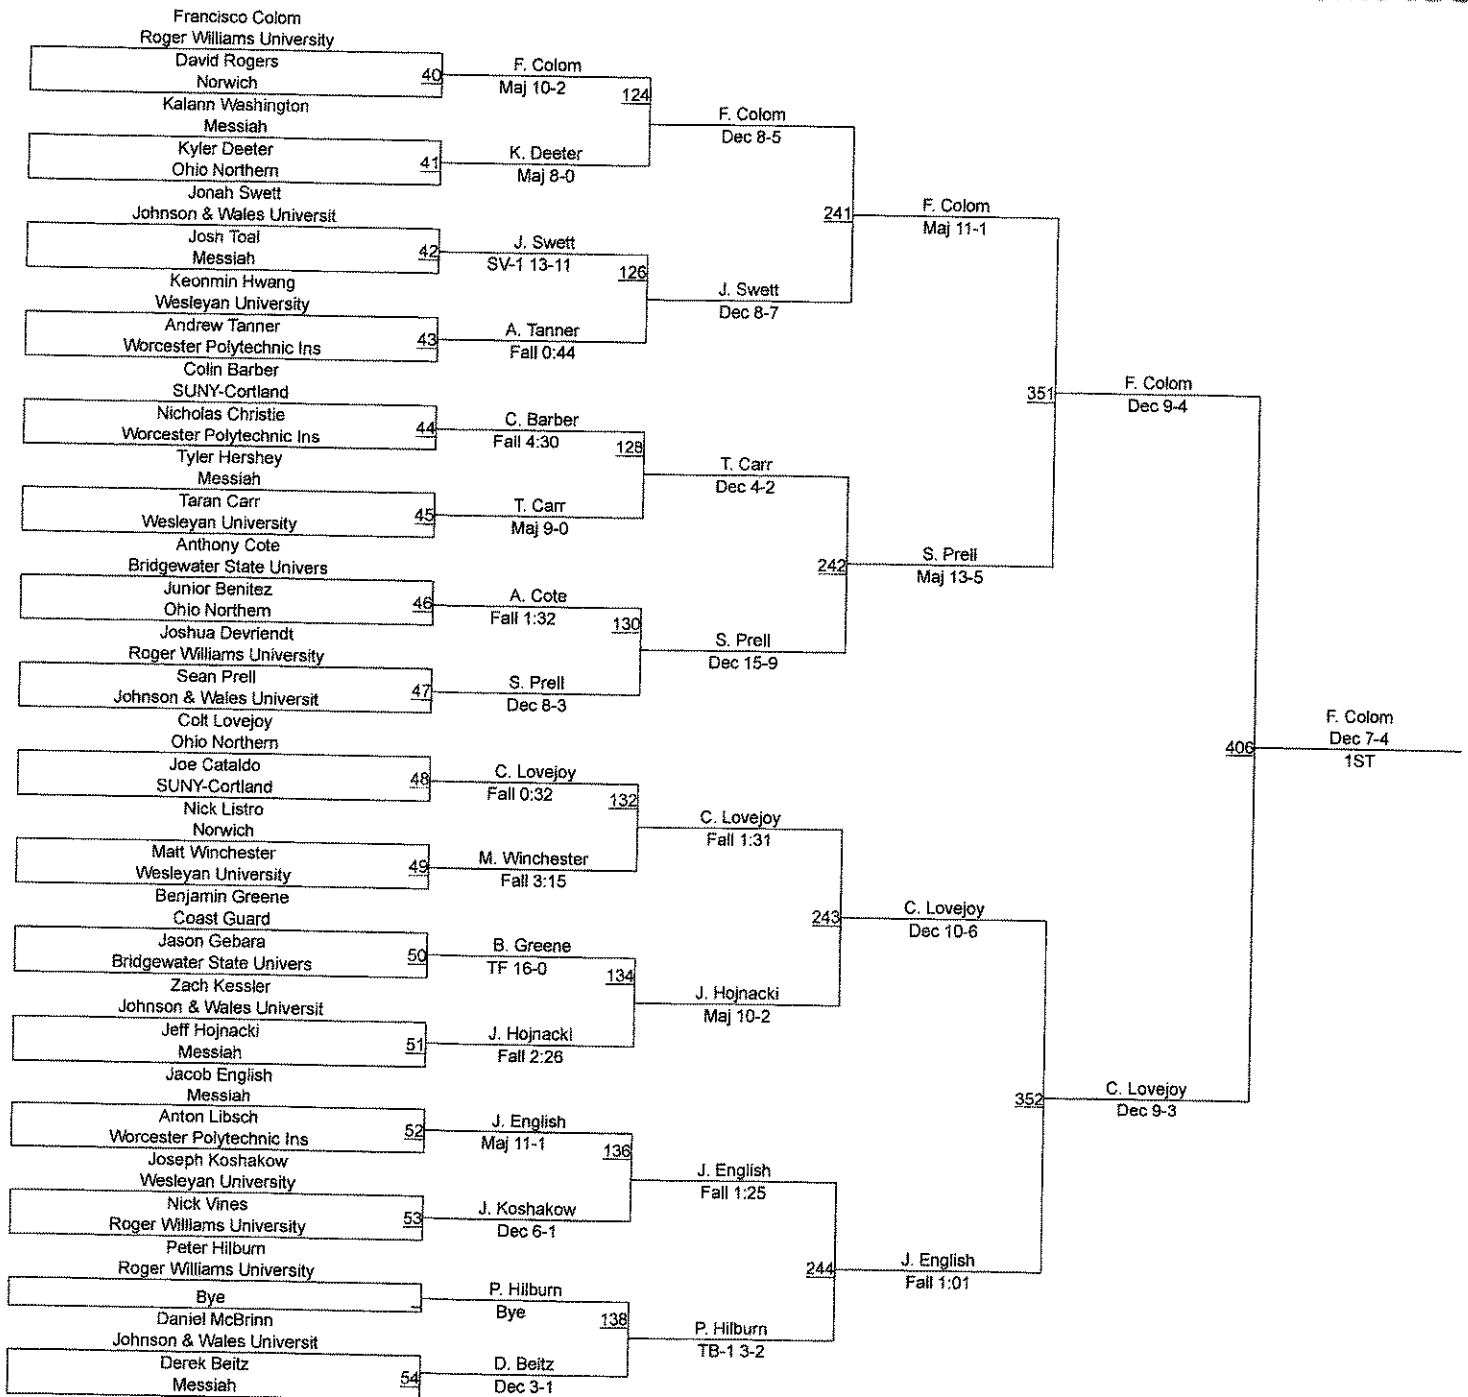 Francisco Colom
Roger Williams University
David Rogers
Norwich
40
F. Colom
Maj 10-2
124
Kalann Washington
Messiah
Kyler Deeter
Ohio Northern
41
K. Deeter
Maj 8-0
F. Colom
Dec 8-5
Jonah Swett
Johnson & Wales Universit
Josh Toal
Messiah
42
J. Swett
SV-1 13-11
126
241
F. Colom
Maj 11-1
Keonmin Hwang
Wesleyan University
Andrew Tanner
Worcester Polytechnic Ins
43
A. Tanner
Fall 0:44
J. Swett
Dec 8-7
Colin Barber
SUNY-Cortland
Nicholas Christie
Worcester Polytechnic Ins
44
C. Barber
Fall 4:30
128
351
F. Colom
Dec 9-4
Tyler Hershey
Messiah
Taran Carr
Wesleyan University
45
T. Carr
Maj 9-0
T. Carr
Dec 4-2
Anthony Cote
Bridgewater State Univers
Junior Benitez
Ohio Northern
46
A. Cote
Fall 1:32
130
242
S. Prell
Maj 13-5
Joshua Devriendt
Roger Williams University
Sean Prell
Johnson & Wales Universit
47
S. Prell
Dec 8-3
S. Prell
Dec 15-9
Colt Lovejoy
Ohio Northern
Joe Cataldo
SUNY-Cortland
48
C. Lovejoy
Fall 0:32
132
406
F. Colom
Dec 7-4
1ST
Nick Listro
Norwich
Matt Winchester
Wesleyan University
49
M. Winchester
Fall 3:15
C. Lovejoy
Fall 1:31
Benjamin Greene
Coast Guard
Jason Gebara
Bridgewater State Univers
50
B. Greene
TF 16-0
134
243
C. Lovejoy
Dec 10-6
Zach Kessler
Johnson & Wales Universit
Jeff Hojnacki
Messiah
51
J. Hojnacki
Fall 2:26
J. Hojnacki
Maj 10-2
Jacob English
Messiah
Anton Libsch
Worcester Polytechnic Ins
52
J. English
Maj 11-1
136
352
C. Lovejoy
Dec 9-3
Joseph Koshakow
Wesleyan University
Nick Vines
Roger Williams University
53
J. Koshakow
Dec 6-1
J. English
Fall 1:25
Peter Hilburn
Roger Williams University
Bye
P. Hilburn
Bye
138
244
J. English
Fall 1:01
Daniel McBrinn
Johnson & Wales Universit
Derek Beitz
Messiah
54
D. Beitz
Dec 3-1
P. Hilburn
TB-1 3-2